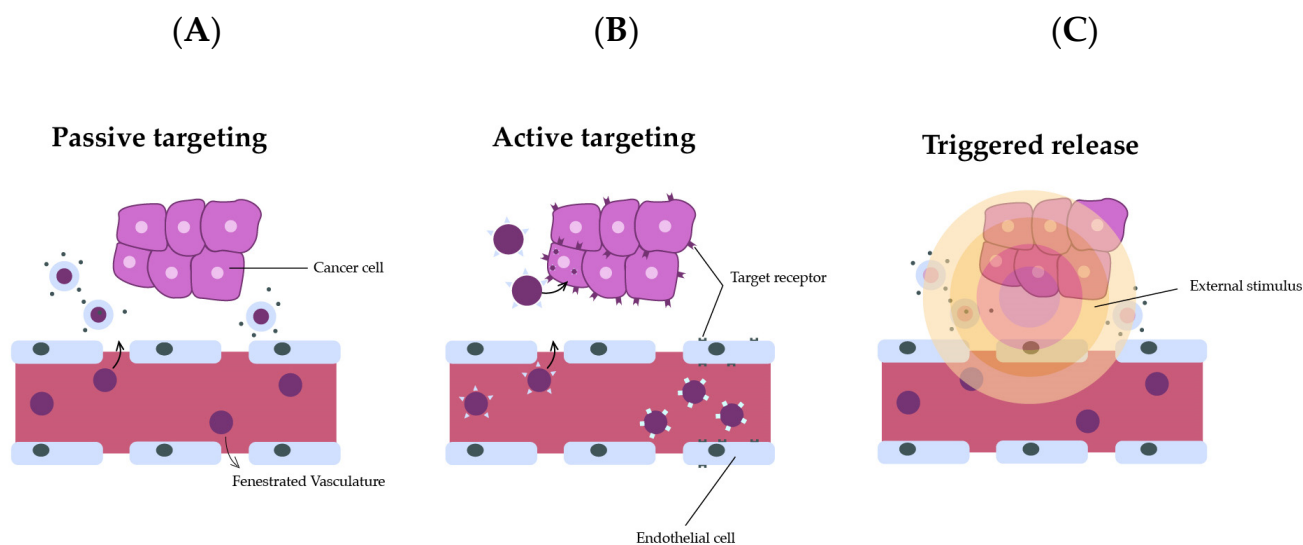 (A)
(B)
(C)
Passive targeting
Active targeting
Triggered release
Cancer cell
Target receptor
External stimulus
Fenestrated Vasculature
Endothelial cell